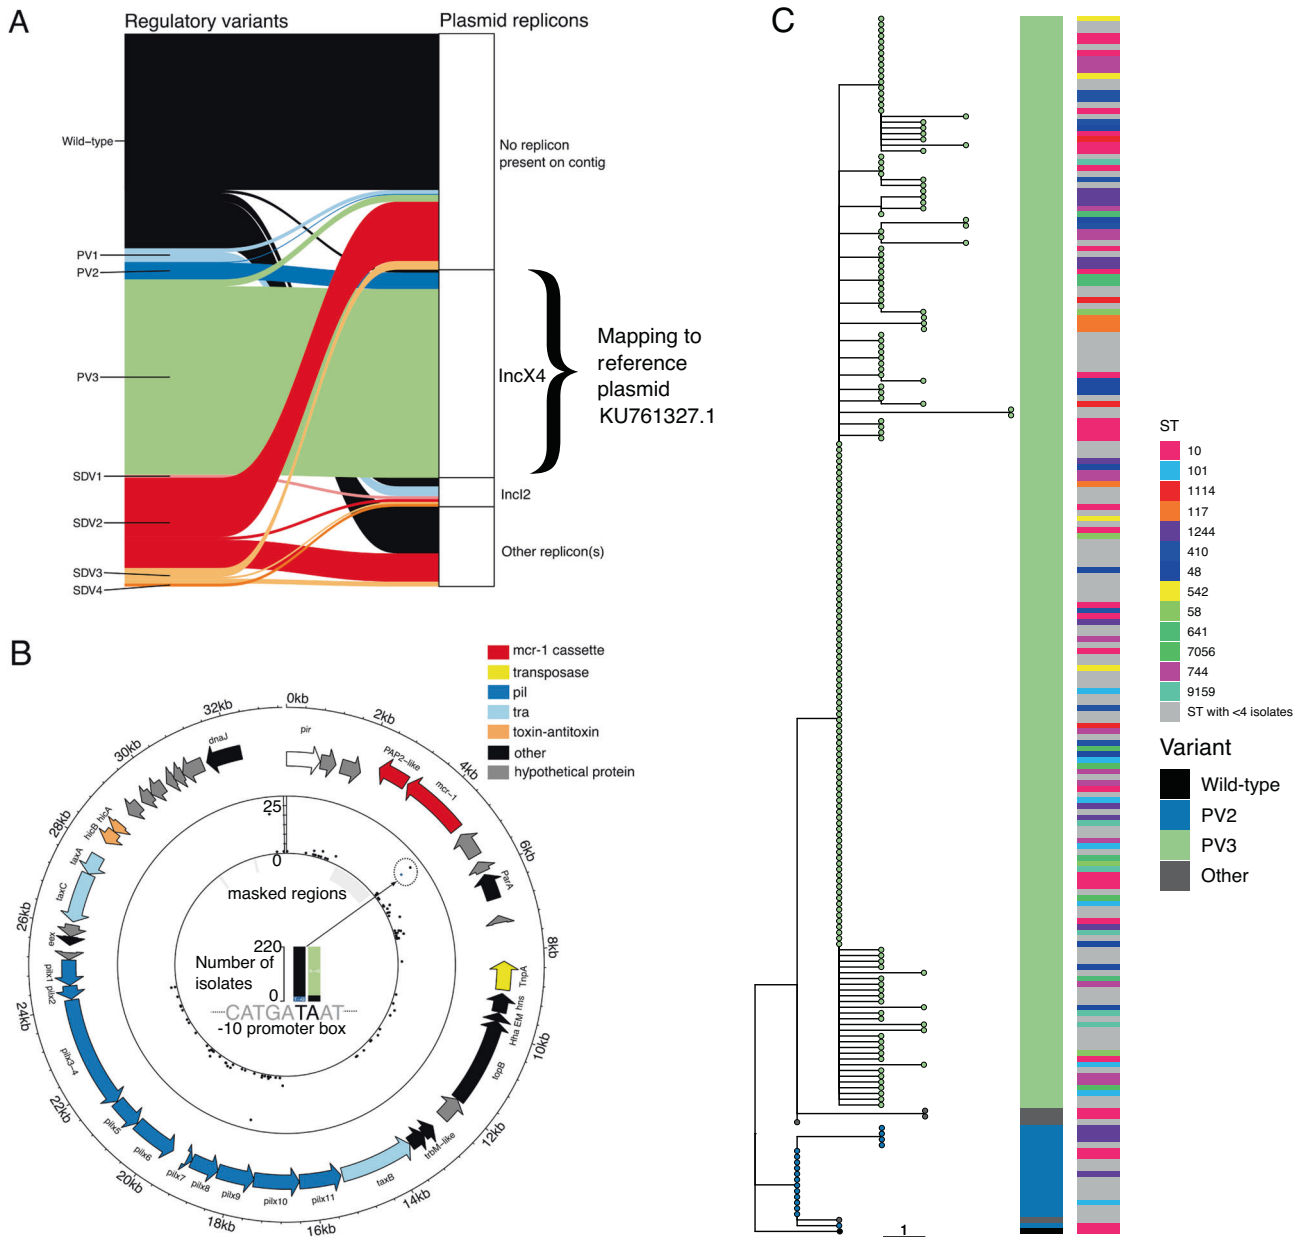 A
Regulatory variants
Plasmid replicons
Wild-type
PV1
PV2
PV3
SDV1
SDV2
SDV3
SDV4
No replicon
present on contig
IncX4
IncI2
Other replicon(s)
Mapping to
reference
plasmid
KU761327.1
B
mcr-1 cassette
transposase
pil
tra
toxin-antitoxin
other
hypothetical protein
0kb
2kb
4kb
6kb
8kb
10kb
12kb
14kb
16kb
18kb
20kb
22kb
24kb
26kb
28kb
30kb
32kb
pir
PAP2-like
mcr-1
ParA
TnpA
hns
Hha EM
topB
trbM-like
taxB
pilx11
pilx10
pilx9
pilx8
pilx7
pilx6
pilx5
pilx3-4
pilx2
pilx1
eex
taxC
taxA
hicB
hicA
dnaJ
25
0
masked regions
220
Number of
isolates
0
CATGATAAT
-10 promoter box
C
1
ST
10
101
1114
117
1244
410
48
542
58
641
7056
744
9159
ST with <4 isolates
Variant
Wild-type
PV2
PV3
Other